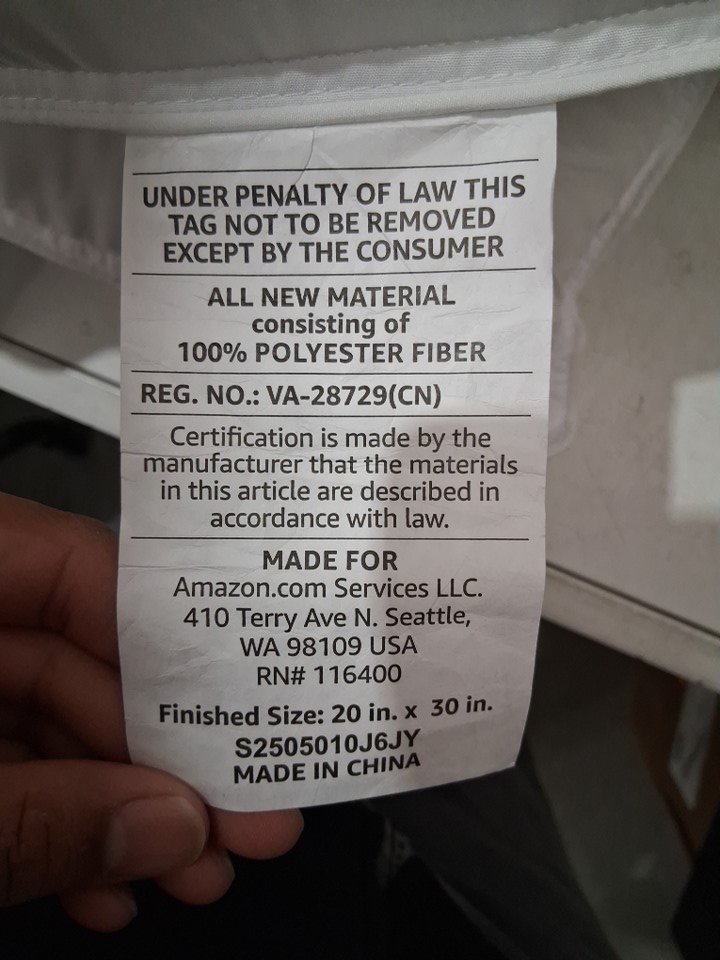 UNDER PENALTY OF LAW THIS
TAG NOT TO BE REMOVED
EXCEPT BY THE CONSUMER
ALL NEW MATERIAL
consisting of
100% POLYESTER FIBER
REG. NO.: VA-28729(CN)
Certification is made by the
manufacturer that the materials
in this article are described in
accordance with law.
MADE FOR
Amazon.com Services LLC.
410 Terry Ave N. Seattle,
WA 98109 USA
RN# 116400
Finished Size: 20 in. x 30 in.
S2505010J6JY
MADE IN CHINA